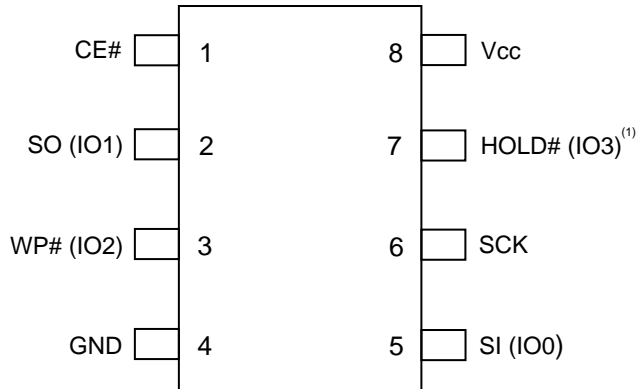 CE# 1 8 Vcc
SO (IO1) 2 7 HOLD# (IO3)(1)
WP# (IO2) 3 6 SCK
GND 4 5 SI (IO0)